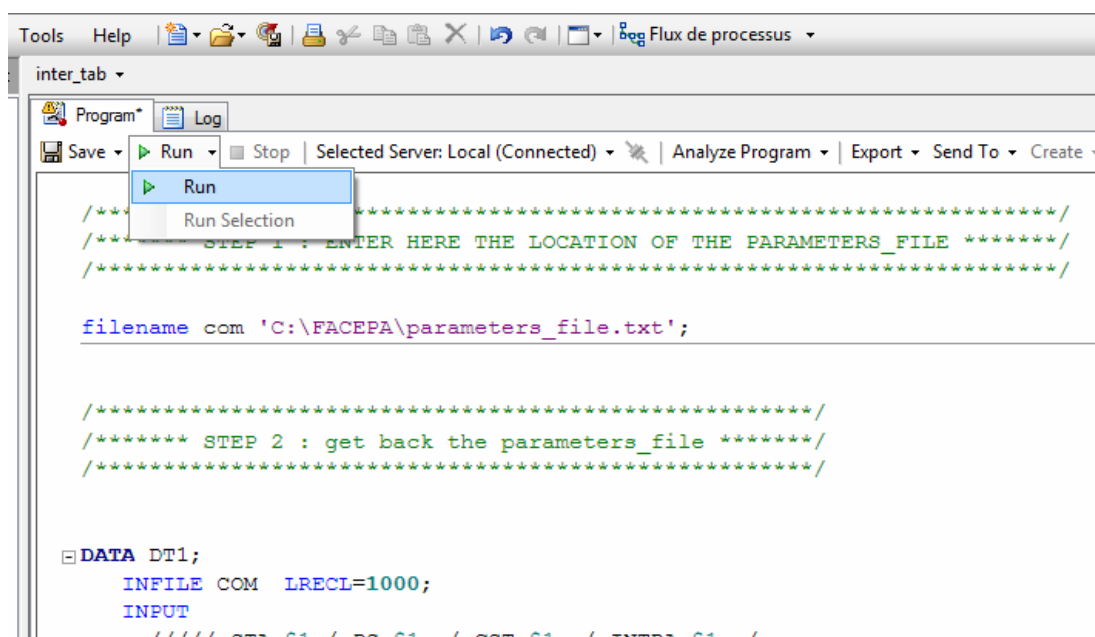 Tools Help Flux de processus
inter_tab
Program* Log
Save Run Stop Selected Server: Local (Connected) Analyze Program Export Send To Create
Run
Run Selection
/*** *****************************************************/
/******* STEP 1 : ENTER HERE THE LOCATION OF THE PARAMETERS_FILE *******/
/***********************************************************************/
filename com 'C:\FACEPA\parameters_file.txt';
/*****************************************************/
/******* STEP 2 : get back the parameters_file *******/
/*****************************************************/
DATA DT1;
INFILE COM LRECL=1000;
INPUT